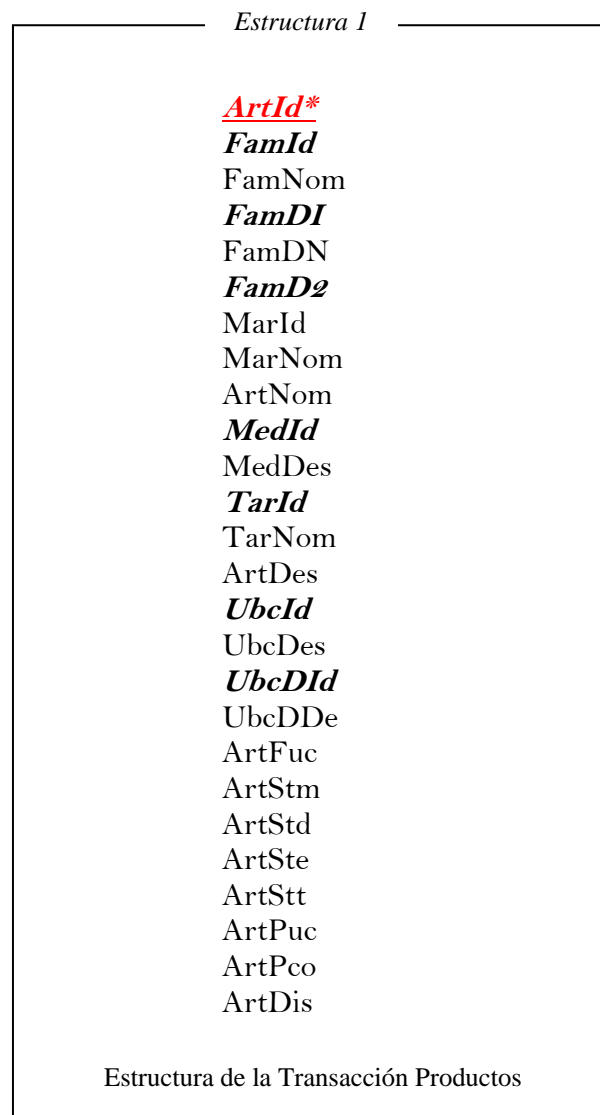 Estructura 1
ArtId*
FamId
FamNom
FamDI
FamDN
FamD2
MarId
MarNom
ArtNom
MedId
MedDes
TarId
TarNom
ArtDes
UbcId
UbcDes
UbcDId
UbcDDe
ArtFuc
ArtStm
ArtStd
ArtSte
ArtStt
ArtPuc
ArtPco
ArtDis
Estructura de la Transacción Productos